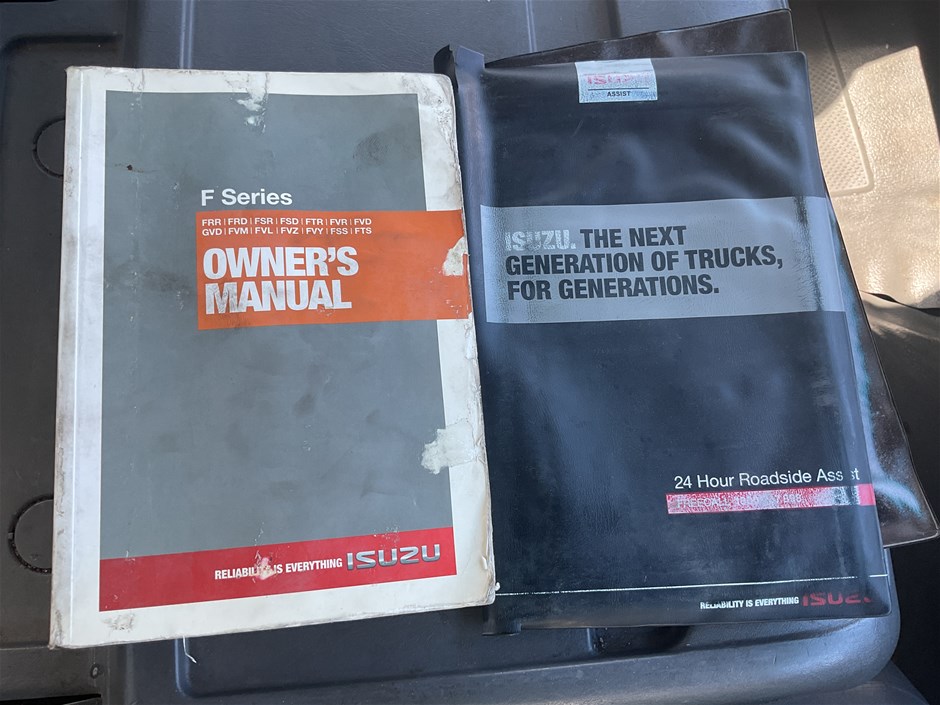 F Series
FRR | FRD | FSR | FSD | FTR | FVR | FVD
GVD | FVM | FVL | FVZ | FVY | FSS | FTS
OWNER'S
MANUAL
RELIABILITY IS EVERYTHING ISUZU
ISUZU
ASSIST
ISUZU. THE NEXT
GENERATION OF TRUCKS,
FOR GENERATIONS.
24 Hour Roadside Assist
FREECALL
RELIABILITY IS EVERYTHING ISUZU